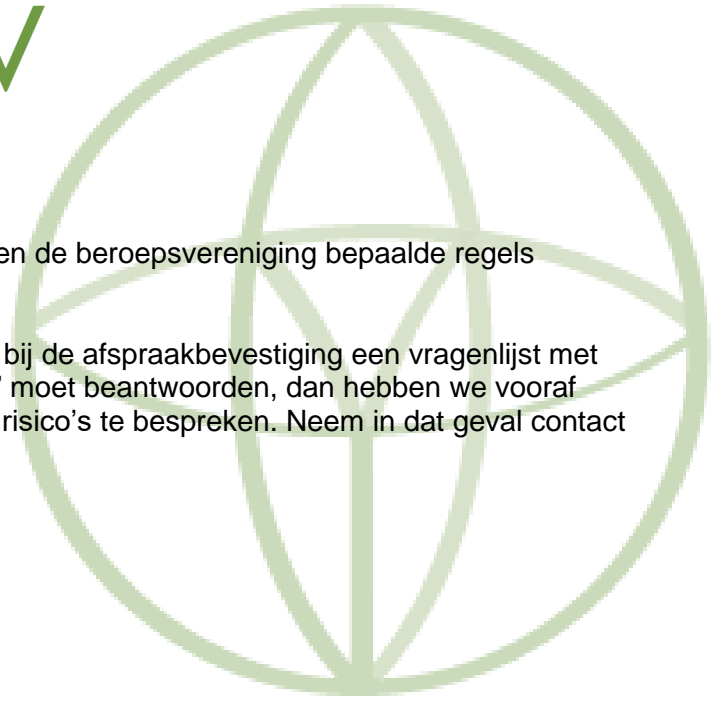 en de beroepsvereniging bepaalde regels
bij de afspraakbevestiging een vragenlijst met
moet beantwoorden, dan hebben we vooraf
risico’s te bespreken. Neem in dat geval contact